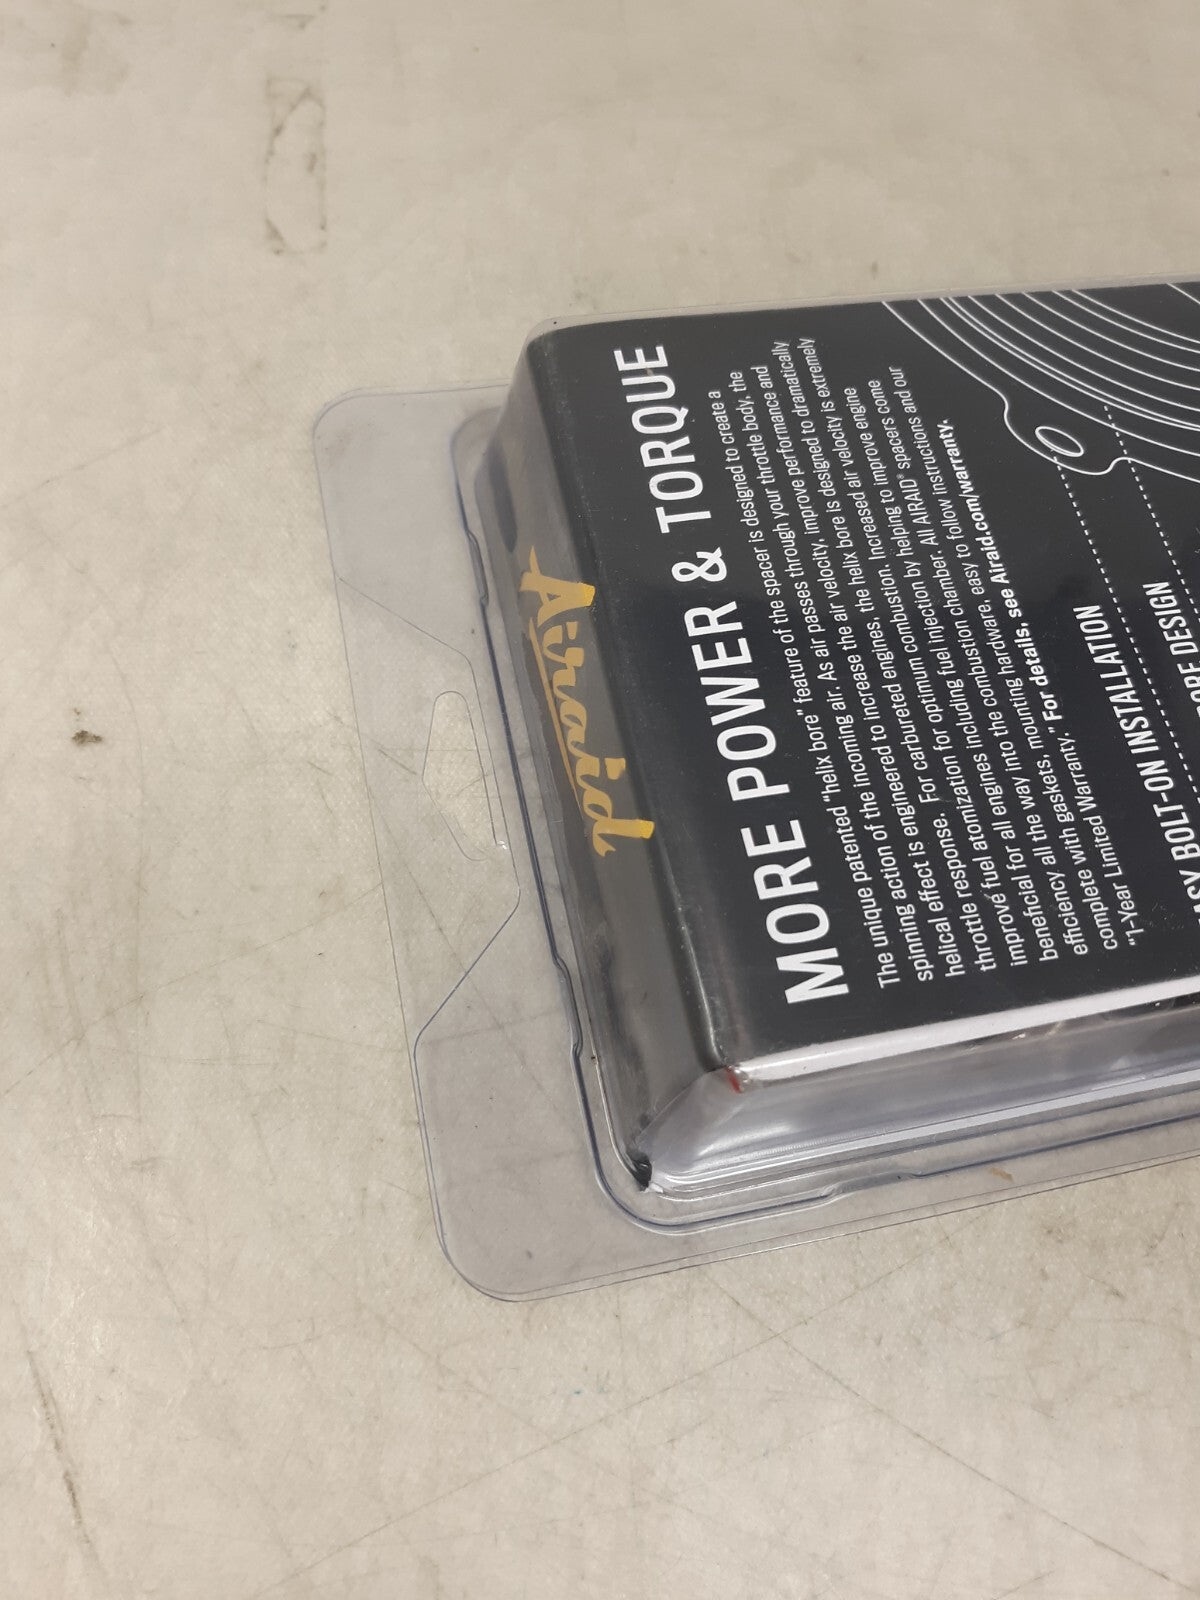 Airaid
MORE POWER & TORQUE
The unique patented "helix bore" feature of the spacer is designed to create a
spinning action of the incoming air. As air passes through your throttle body, the
helical effect is engineered to increase the air velocity, improve performance and
throttle response. For carbureted engines, the helix bore is designed to dramatically
improve fuel atomization for optimum combustion. Increased air velocity is extremely
beneficial for all engines including fuel injection by helping to improve engine
efficiency all the way into the combustion chamber. All AIRAID® spacers come
complete with gaskets, mounting hardware, easy to follow instructions and our
"1-Year Limited Warranty." For details, see Airaid.com/warranty.
BOLT-ON INSTALLATION
DESIGN